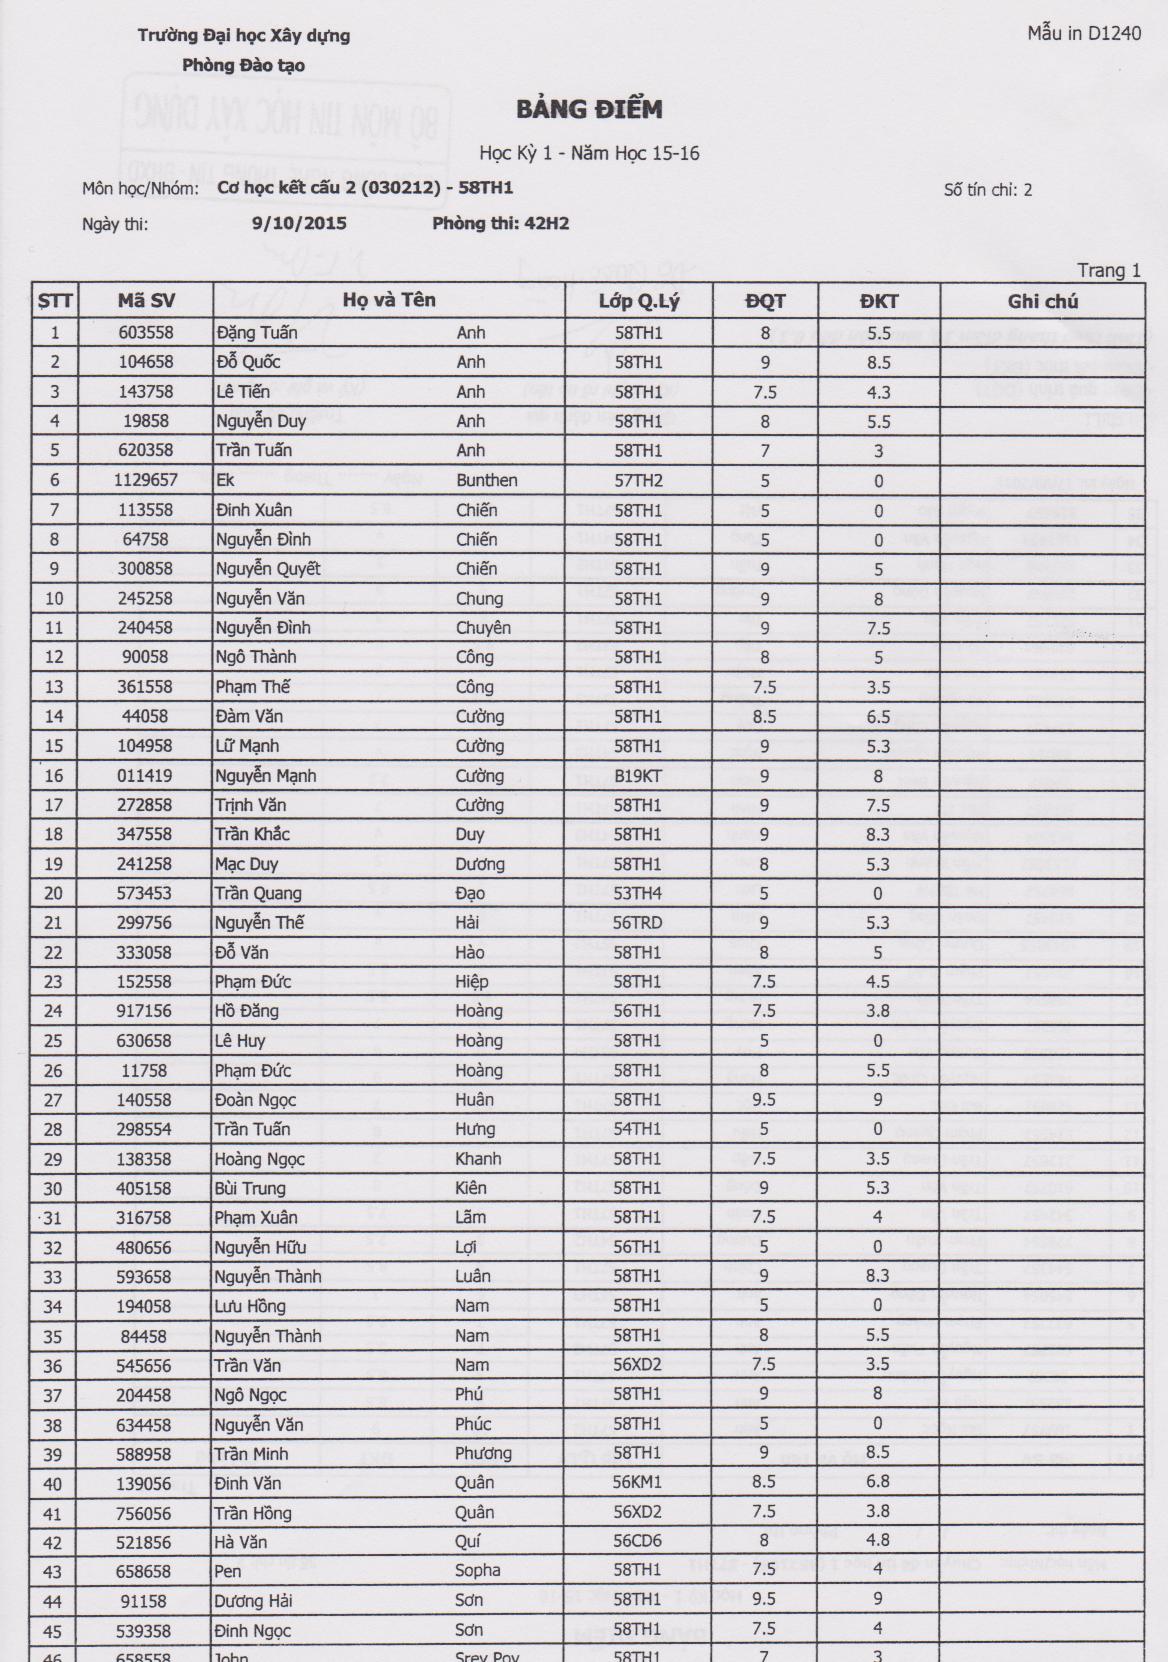 Trường Đại học Xây dựng
Mẫu in D1240
Phòng Đào tạo
BẢNG ĐIỂM
Học Kỳ 1 - Năm Học 15-16
Môn học/Nhóm: Cơ học kết cấu 2 (030212) - 58TH1 Số tín chỉ: 2
Ngày thi: 9/10/2015 Phòng thi: 42H2
Trang 1
STT Mã SV Họ và Tên Lớp Q.Lý ĐQT ĐKT Ghi chú
1 603558 Đặng Tuấn Anh 58TH1 8 5.5
2 104658 Đỗ Quốc Anh 58TH1 9 8.5
3 143758 Lê Tiến Anh 58TH1 7.5 4.3
4 19858 Nguyễn Duy Anh 58TH1 8 5.5
5 620358 Trần Tuấn Anh 58TH1 7 3
6 1129657 Ek Bunthen 57TH2 5 0
7 113558 Đinh Xuân Chiến 58TH1 5 0
8 64758 Nguyễn Đình Chiến 58TH1 5 0
9 300858 Nguyễn Quyết Chiến 58TH1 9 5
10 245258 Nguyễn Văn Chung 58TH1 9 8
11 240458 Nguyễn Đình Chuyên 58TH1 9 7.5
12 90058 Ngô Thành Công 58TH1 8 5
13 361558 Phạm Thế Công 58TH1 7.5 3.5
14 44058 Đàm Văn Cường 58TH1 8.5 6.5
15 104958 Lữ Mạnh Cường 58TH1 9 5.3
16 011419 Nguyễn Mạnh Cường B19KT 9 8
17 272858 Trịnh Văn Cường 58TH1 9 7.5
18 347558 Trần Khắc Duy 58TH1 9 8.3
19 241258 Mạc Duy Dương 58TH1 8 5.3
20 573453 Trần Quang Đạo 53TH4 5 0
21 299756 Nguyễn Thế Hải 56TRD 9 5.3
22 333058 Đỗ Văn Hào 58TH1 8 5
23 152558 Phạm Đức Hiệp 58TH1 7.5 4.5
24 917156 Hồ Đăng Hoàng 56TH1 7.5 3.8
25 630658 Lê Huy Hoàng 58TH1 5 0
26 11758 Phạm Đức Hoàng 58TH1 8 5.5
27 140558 Đoàn Ngọc Huân 58TH1 9.5 9
28 298554 Trần Tuấn Hưng 54TH1 5 0
29 138358 Hoàng Ngọc Khanh 58TH1 7.5 3.5
30 405158 Bùi Trung Kiên 58TH1 9 5.3
31 316758 Phạm Xuân Lãm 58TH1 7.5 4
32 480656 Nguyễn Hữu Lợi 56TH1 5 0
33 593658 Nguyễn Thành Luân 58TH1 9 8.3
34 194058 Lưu Hồng Nam 58TH1 5 0
35 84458 Nguyễn Thành Nam 58TH1 8 5.5
36 545656 Trần Văn Nam 56XD2 7.5 3.5
37 204458 Ngô Ngọc Phú 58TH1 9 8
38 634458 Nguyễn Văn Phúc 58TH1 5 0
39 588958 Trần Minh Phương 58TH1 9 8.5
40 139056 Đinh Văn Quân 56KM1 8.5 6.8
41 756056 Trần Hồng Quân 56XD2 7.5 3.8
42 521856 Hà Văn Quí 56CD6 8 4.8
43 658658 Pen Sopha 58TH1 7.5 4
44 91158 Dương Hải Sơn 58TH1 9.5 9
45 539358 Đinh Ngọc Sơn 58TH1 7.5 4
46 658558 John Srey Poy 58TH1 7 3